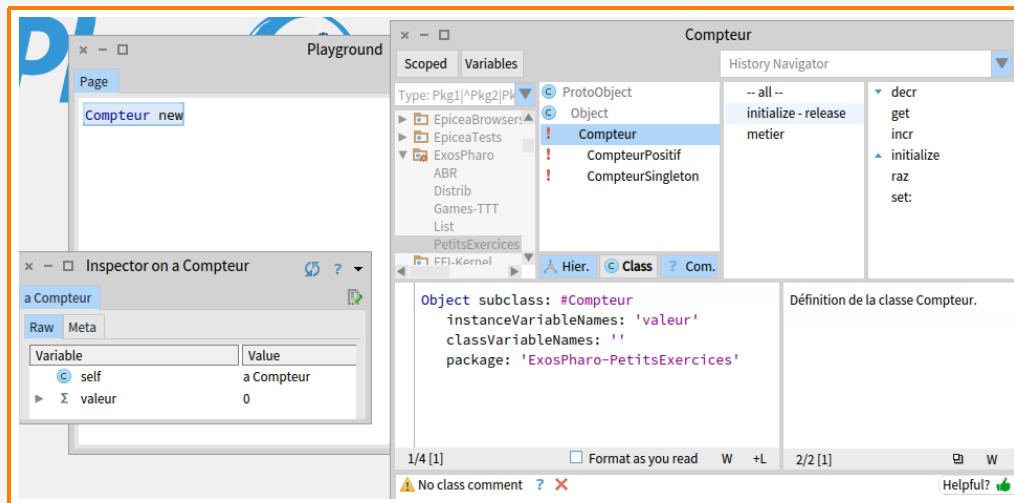 Playground
Page
Compteur new
Inspector on a Compteur
?
a Compteur
Raw Meta
Variable Value
self a Compteur
Σ valeur 0
Compteur
Scoped Variables
History Navigator
Type: Pkg1|^Pkg2|Pk
EpiceaBrowsers
EpiceaTests
ExosPharo
ABR
Distrib
Games-TTT
List
PetitsExercices
ProtoObject
Object
! Compteur
! CompteurPositif
! CompteurSingleton
Hier. Class ? Com.
-- all --
initialize - release
metier
decr
get
incr
initialize
raz
set:
Object subclass: #Compteur
instanceVariableNames: 'valeur'
classVariableNames: ''
package: 'ExosPharo-PetitsExercices'
1/4 [1] Format as you read W +L
Définition de la classe Compteur.
2/2 [1] W
No class comment ? Helpful?